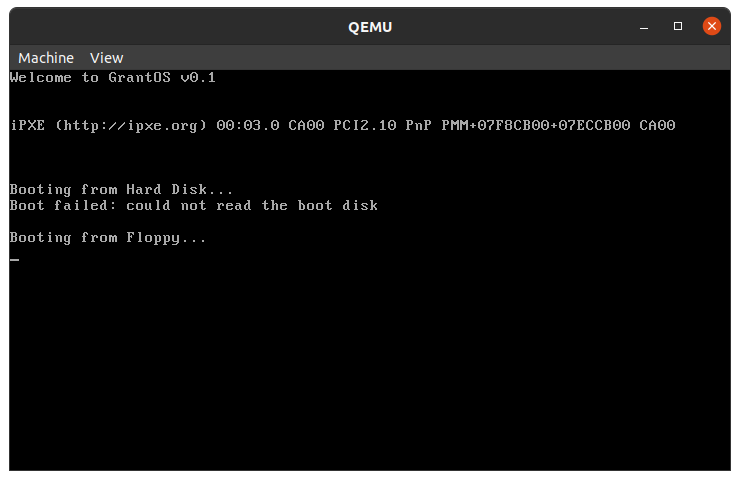 QEMU
Machine View
Welcome to GrantOS v0.1
iPXE (http://ipxe.org) 00:03.0 CA00 PCI2.10 PnP PMM+07F8CB00+07ECCB00 CA00
Booting from Hard Disk...
Boot failed: could not read the boot disk
Booting from Floppy...
_